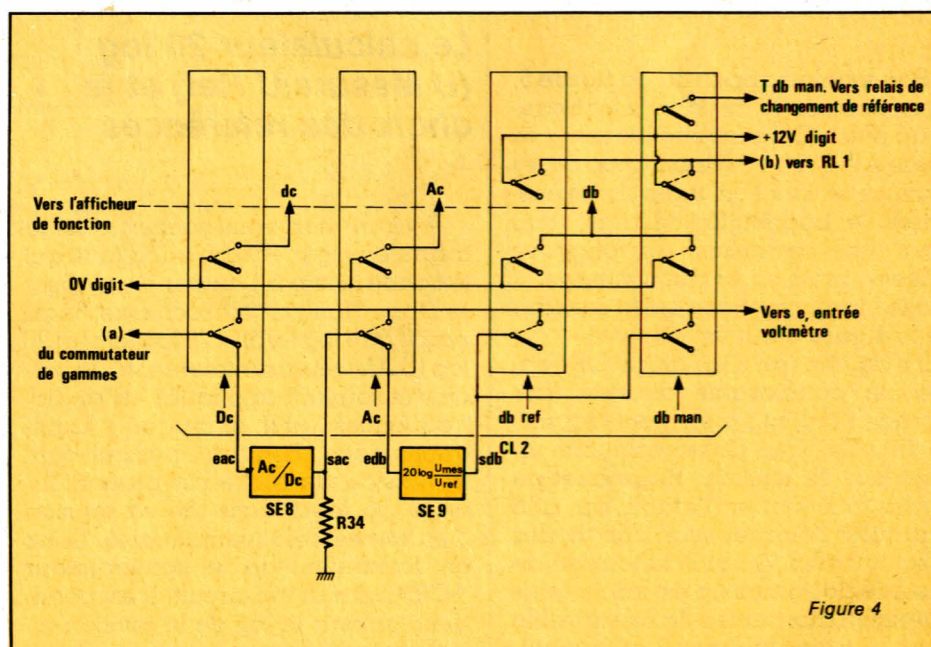 T db man. Vers relais de
changement de référence
+12V digit
(b) vers RL 1
Vers l'afficheur
de fonction
dc
Ac
db
0V digit
(a)
du commutateur
de gammes
Vers e, entrée
voltmètre
Dc
Ac
db ref
db man
CL 2
eac
sac
edb
sdb
Ac/Dc
20 log Umes/Uref
SE8
R34
SE 9
Figure 4